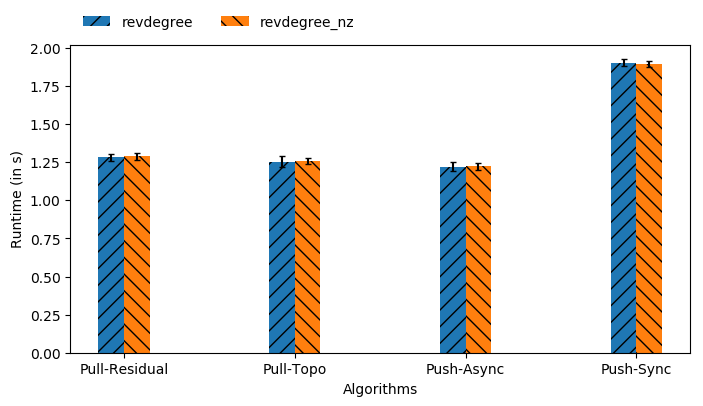 revdegree revdegree_nz
2.00
1.75
1.50
1.25
1.00
0.75
0.50
0.25
0.00
Runtime (in s)
Pull-Residual Pull-Topo Push-Async Push-Sync
Algorithms